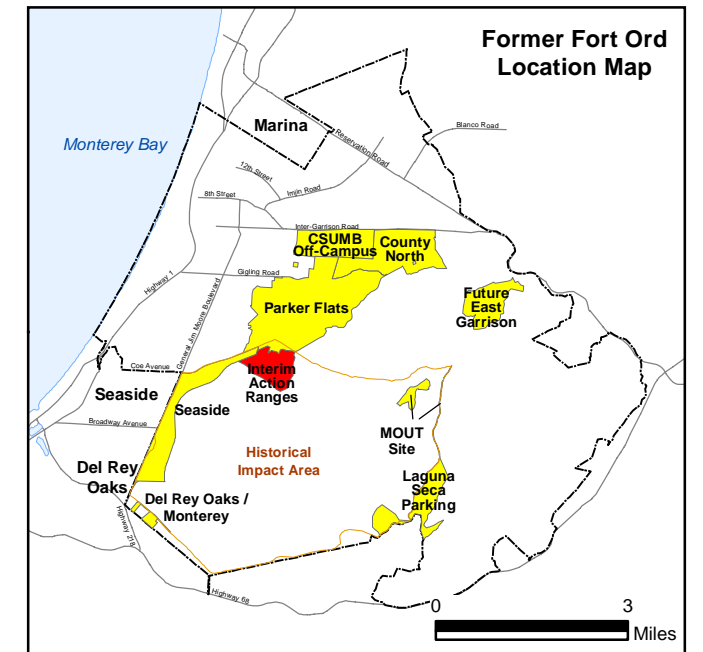 Former Fort Ord
Location Map
Marina
Blanco Road
Reservation Road
Monterey Bay
12th Street
Imjin Road
8th Street
Inter-Garrison Road
CSUMB
Off-Campus
County
North
Gigling Road
Highway 1
General Jim Moore Boulevard
Parker Flats
Future
East
Garrison
Coe Avenue
Interim
Action
Ranges
Seaside
Seaside
Broadway Avenue
MOUT
Site
Historical
Impact Area
Del Rey
Oaks
Laguna
Seca
Parking
Del Rey Oaks /
Monterey
Highway 218
Highway 68
0
3
Miles